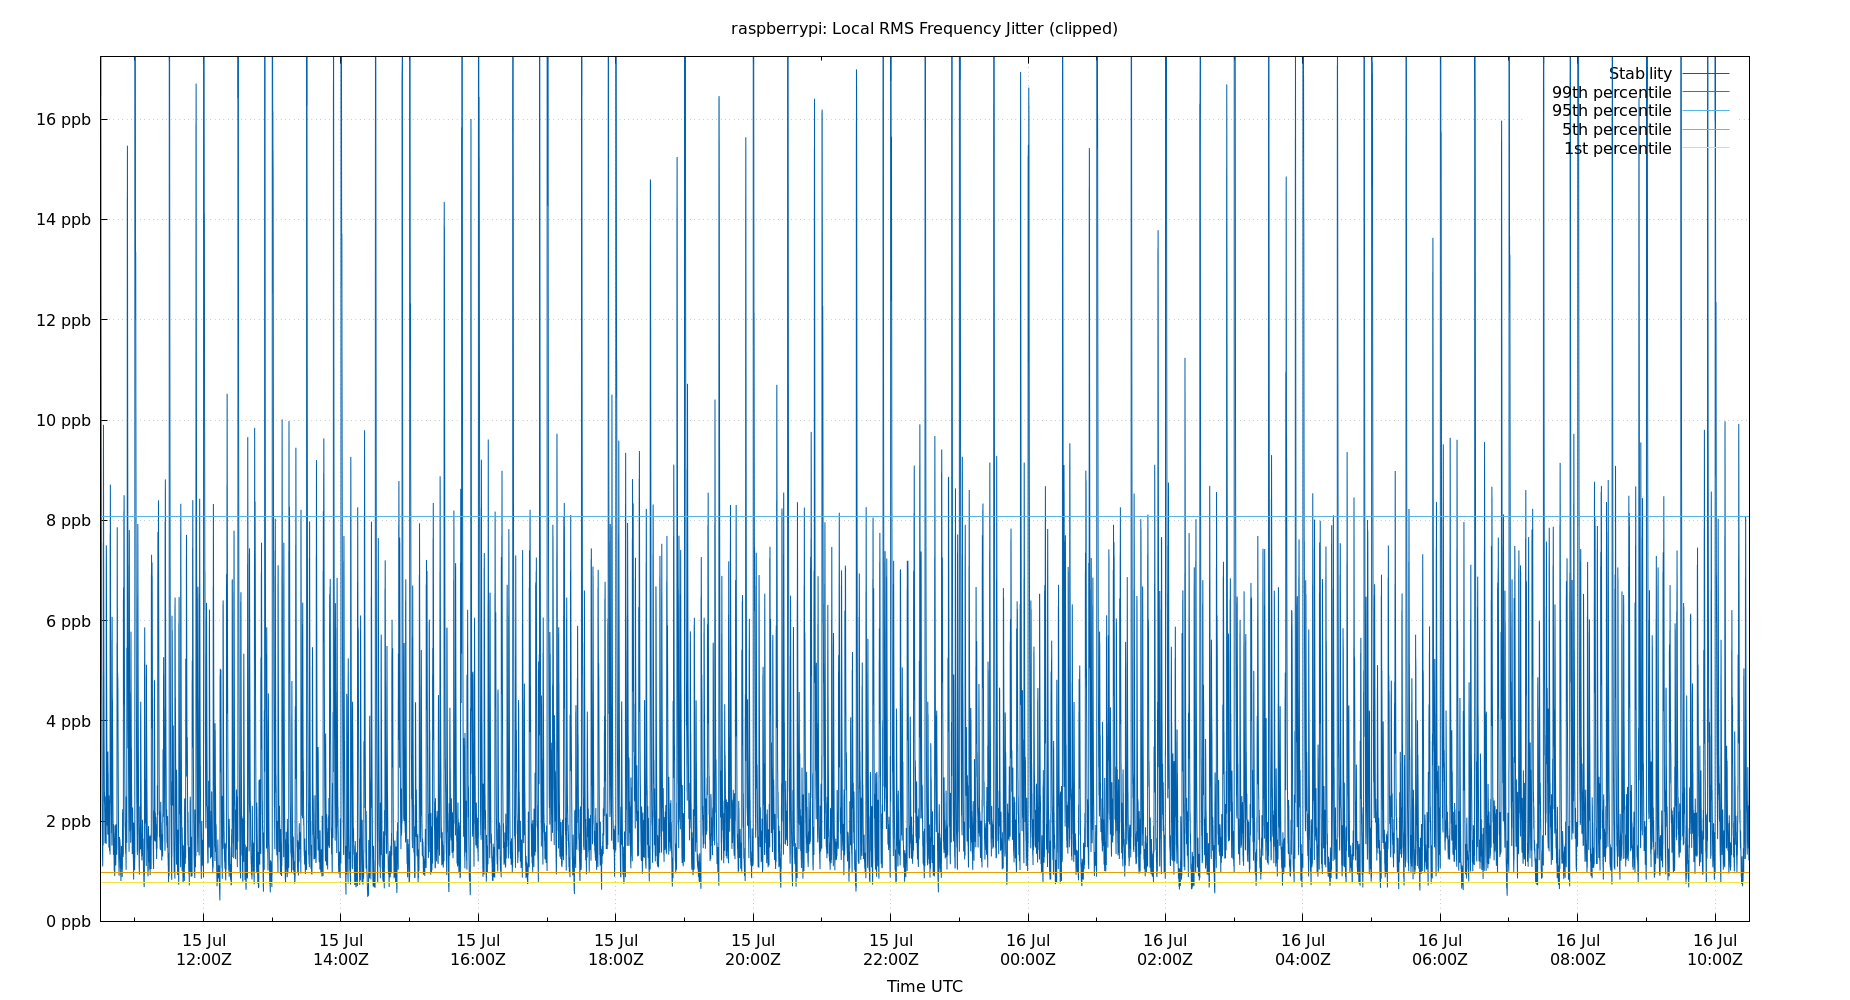 raspberrypi: Local RMS Frequency Jitter (clipped)
Stability
99th percentile
95th percentile
5th percentile
1st percentile
16 ppb
14 ppb
12 ppb
10 ppb
8 ppb
6 ppb
4 ppb
2 ppb
0 ppb
15 Jul 15 Jul 15 Jul 15 Jul 15 Jul 15 Jul 16 Jul 16 Jul 16 Jul 16 Jul 16 Jul 16 Jul
12:00Z 14:00Z 16:00Z 18:00Z 20:00Z 22:00Z 00:00Z 02:00Z 04:00Z 06:00Z 08:00Z 10:00Z
Time UTC